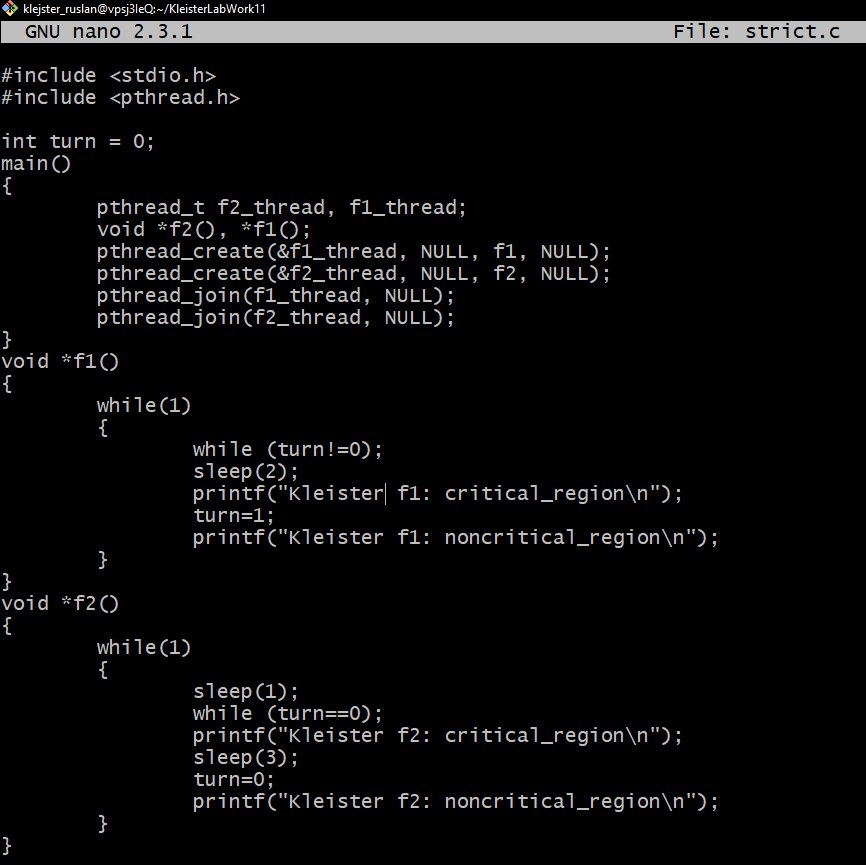 klejster_ruslan@vpsj3leQ:~/KleisterLabWork11
GNU nano 2.3.1 File: strict.c
#include <stdio.h>
#include <pthread.h>
int turn = 0;
main()
{
pthread_t f2_thread, f1_thread;
void *f2(), *f1();
pthread_create(&f1_thread, NULL, f1, NULL);
pthread_create(&f2_thread, NULL, f2, NULL);
pthread_join(f1_thread, NULL);
pthread_join(f2_thread, NULL);
}
void *f1()
{
while(1)
{
while (turn!=0);
sleep(2);
printf("Kleister f1: critical_region\n");
turn=1;
printf("Kleister f1: noncritical_region\n");
}
}
void *f2()
{
while(1)
{
sleep(1);
while (turn==0);
printf("Kleister f2: critical_region\n");
sleep(3);
turn=0;
printf("Kleister f2: noncritical_region\n");
}
}